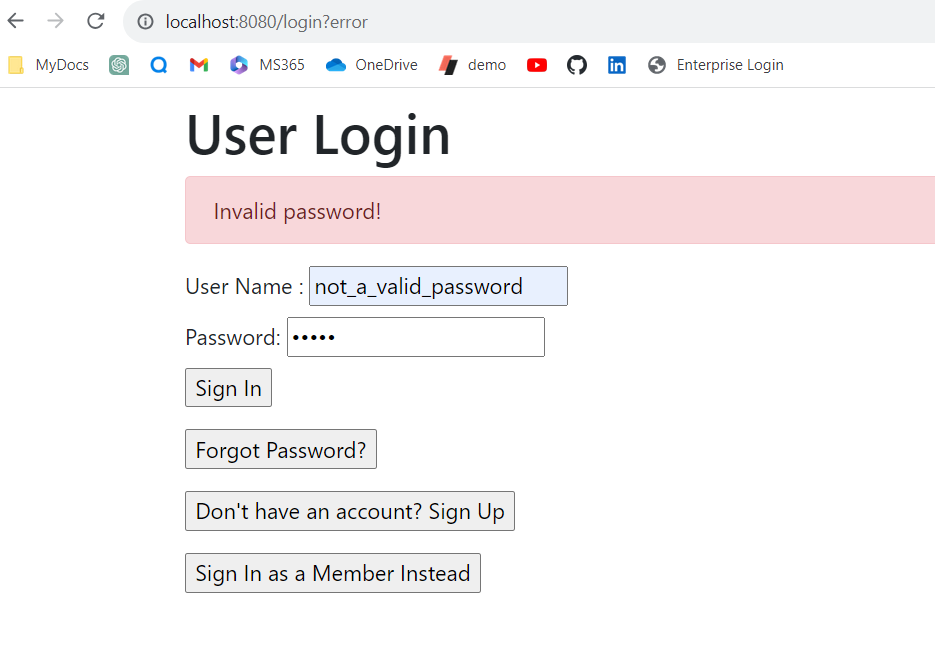 localhost:8080/login?error
MyDocs MS365 OneDrive demo Enterprise Login
User Login
Invalid password!
User Name : not_a_valid_password
Password: •••••
Sign In
Forgot Password?
Don't have an account? Sign Up
Sign In as a Member Instead